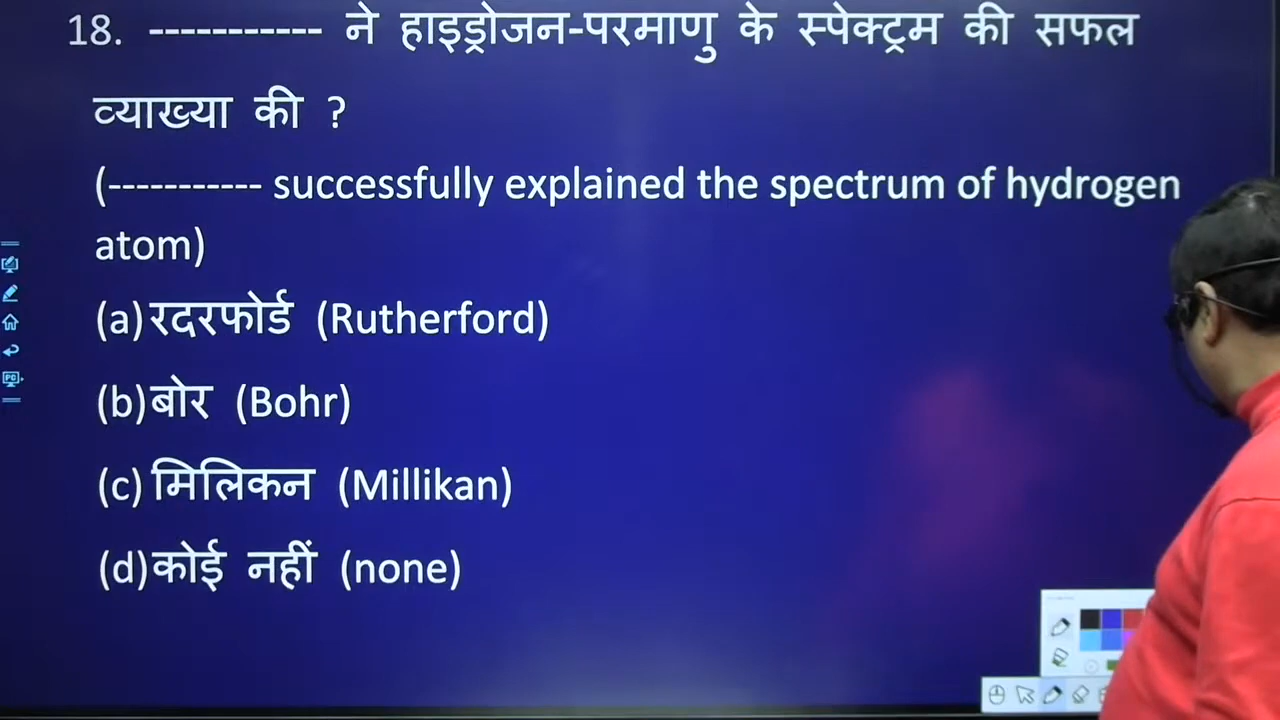 18. ----------- ने हाइड्रोजन-परमाणु के स्पेक्ट्रम की सफल
व्याख्या की ?
(----------- successfully explained the spectrum of hydrogen
atom)
(a) रदरफोर्ड (Rutherford)
(b) बोर (Bohr)
(c) मिलिकन (Millikan)
(d) कोई नहीं (none)